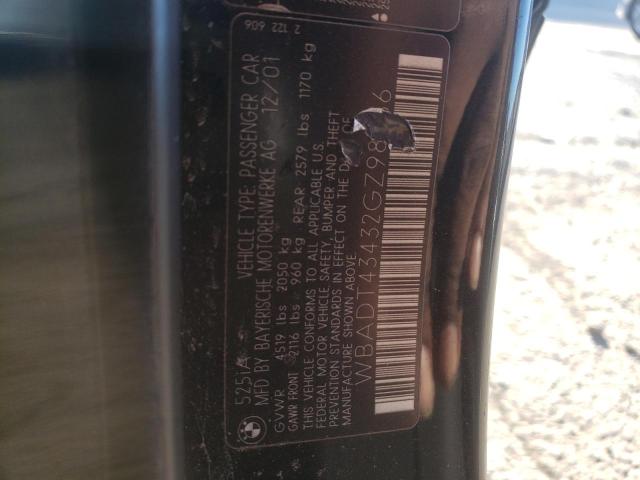 525IA VEHICLE TYPE: PASSENGER CAR
MFD BY BAYERISCHE MOTORENWERKE AG 12/01
GVWR 4519 lbs 2050 kg
GAWR FRONT 2116 lbs 960 kg REAR 2579 lbs 1170 kg
THIS VEHICLE CONFORMS TO ALL APPLICABLE U.S.
FEDERAL MOTOR VEHICLE SAFETY, BUMPER AND THEFT
PREVENTION STANDARDS IN EFFECT ON THE OF
MANUFACTURE SHOWN ABOVE.
2 122 606